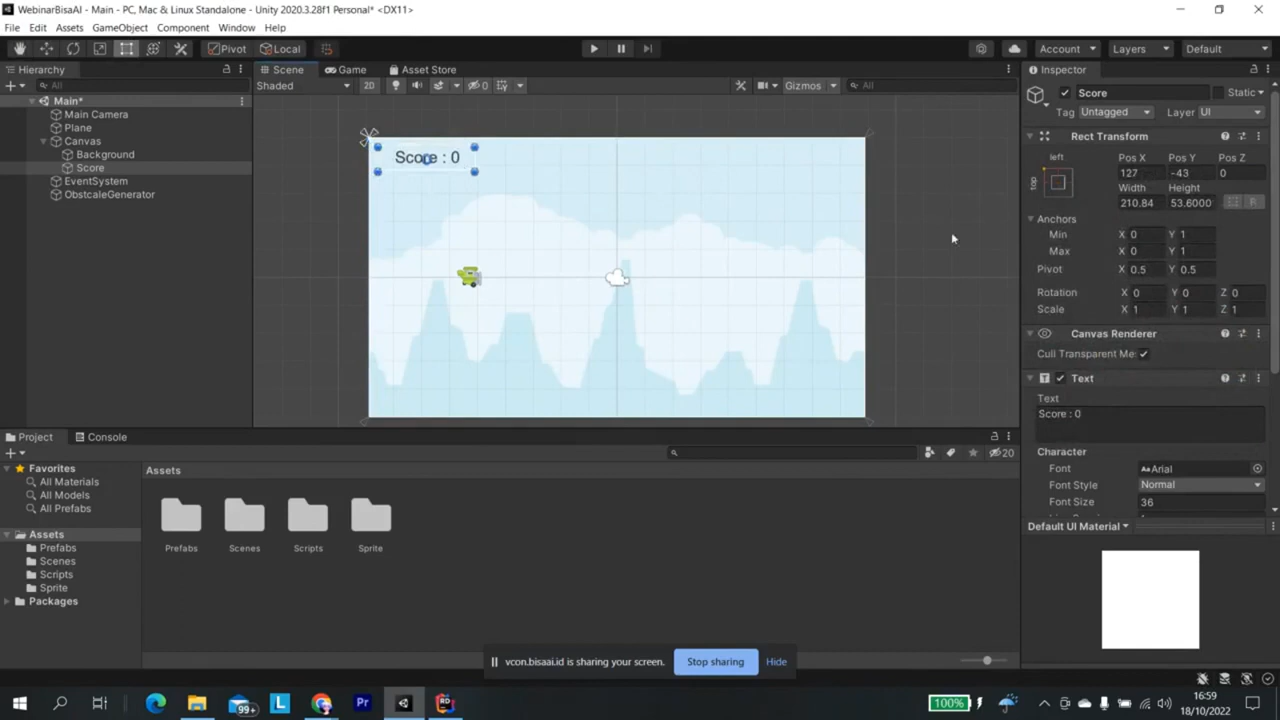 WebinarBisaAI - Main - PC, Mac & Linux Standalone - Unity 2020.3.28f1 Personal* <DX11>
File Edit Assets GameObject Component Window Help
Pivot Local Account Layers Default
Hierarchy
All
Main*
Main Camera
Plane
Canvas
Background
Score
EventSystem
ObstcaleGenerator
Scene Game Asset Store
Shaded 2D 0 Gizmos All
Score : 0
Inspector
Score Static
Tag Untagged Layer UI
Rect Transform
left Pos X Pos Y Pos Z
top 127 -43 0
Width Height
210.84 53.6000 R
Anchors
Min X 0 Y 1
Max X 0 Y 1
Pivot X 0.5 Y 0.5
Rotation X 0 Y 0 Z 0
Scale X 1 Y 1 Z 1
Canvas Renderer
Cull Transparent Me
T Text
Text
Score : 0
Character
Font Arial
Font Style Normal
Font Size 36
Default UI Material
Project Console
20
Favorites
All Materials
All Models
All Prefabs
Assets
Prefabs
Scenes
Scripts
Sprite
Packages
Assets
Prefabs Scenes Scripts Sprite
vcon.bisaai.id is sharing your screen. Stop sharing Hide
99+ L Pr RD 100% 16:59
18/10/2022